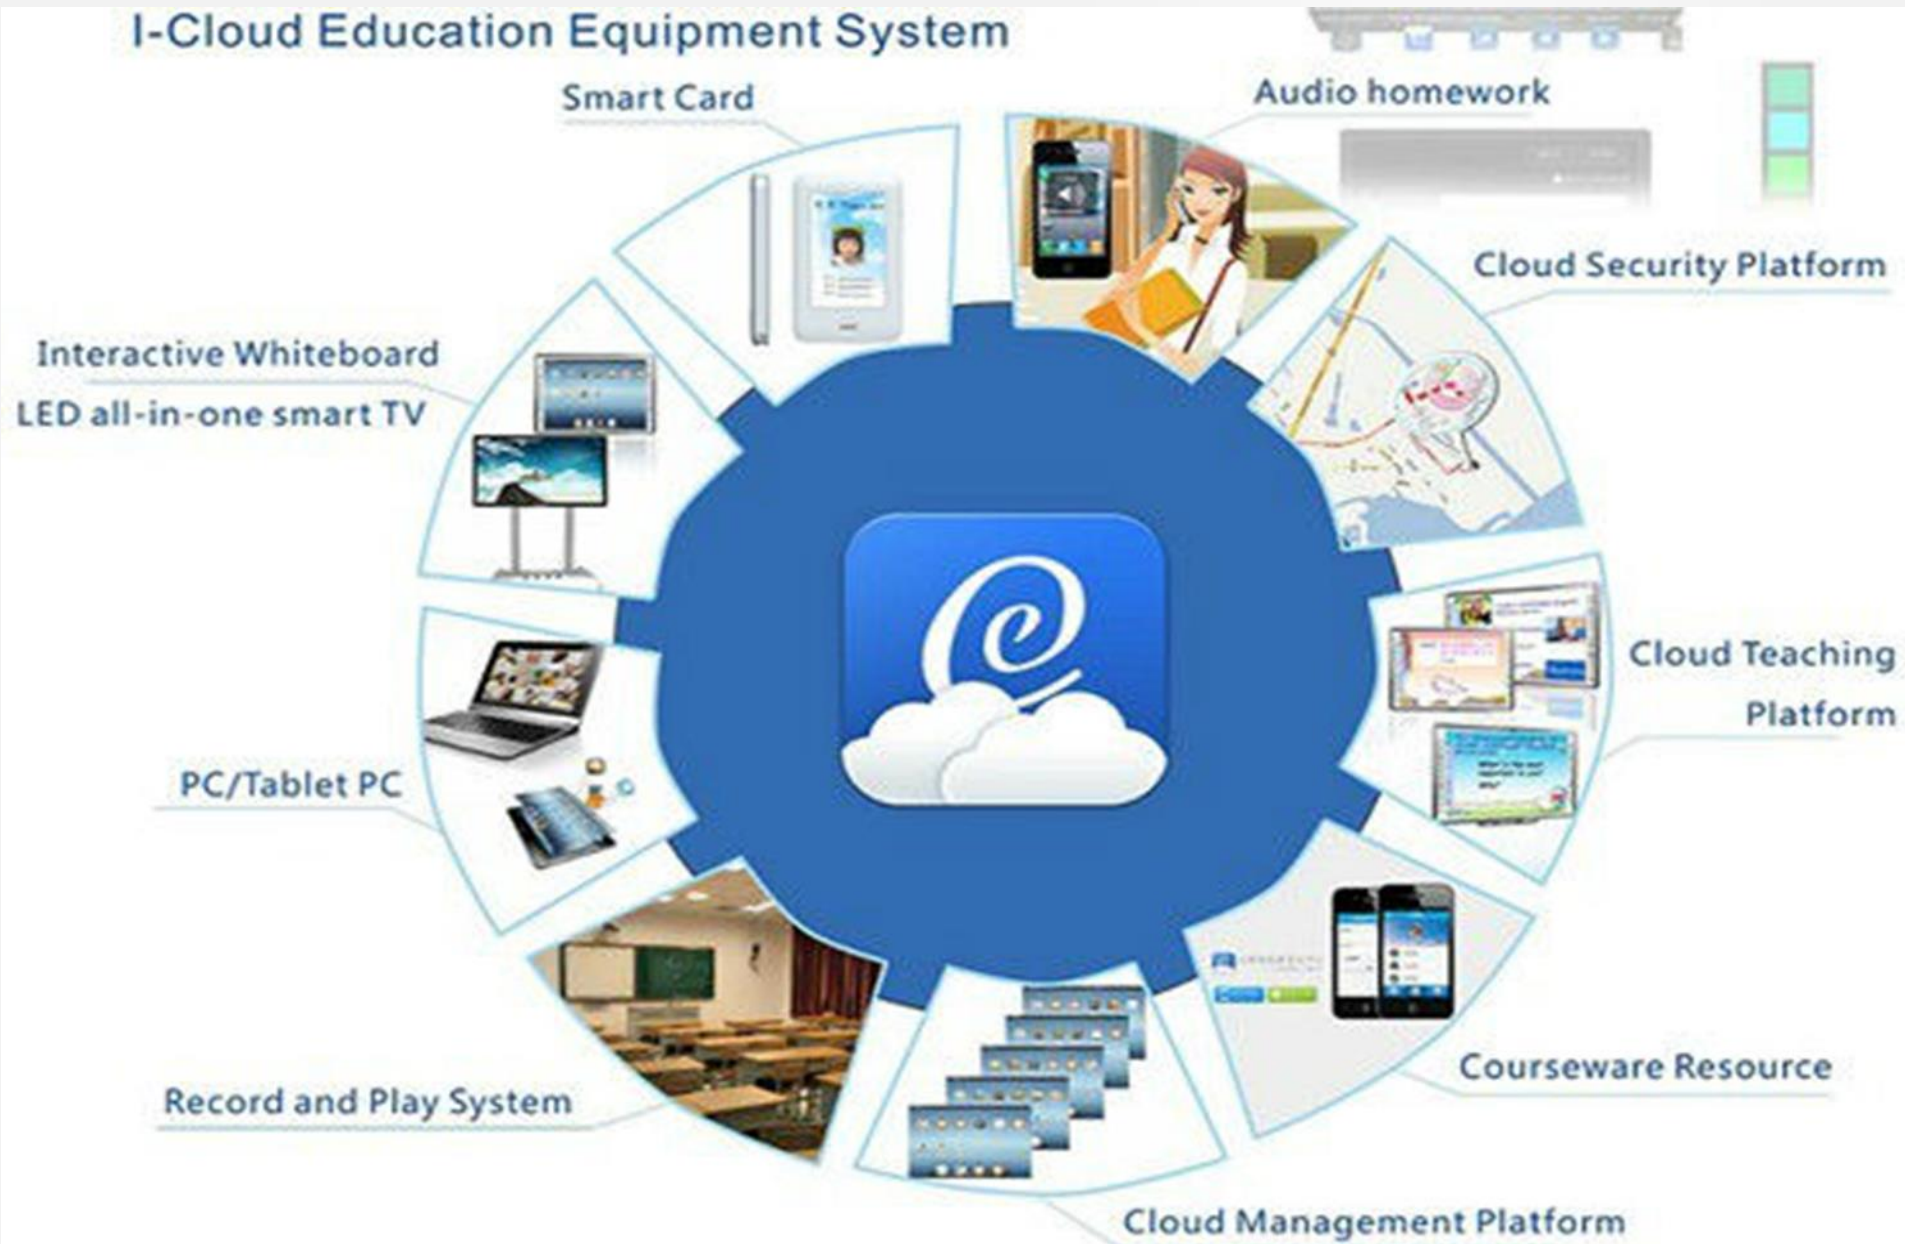 I-Cloud Education Equipment System
Smart Card
Audio homework
Cloud Security Platform
Interactive Whiteboard
LED all-in-one smart TV
Cloud Teaching
Platform
PC/Tablet PC
Courseware Resource
Record and Play System
Cloud Management Platform
e